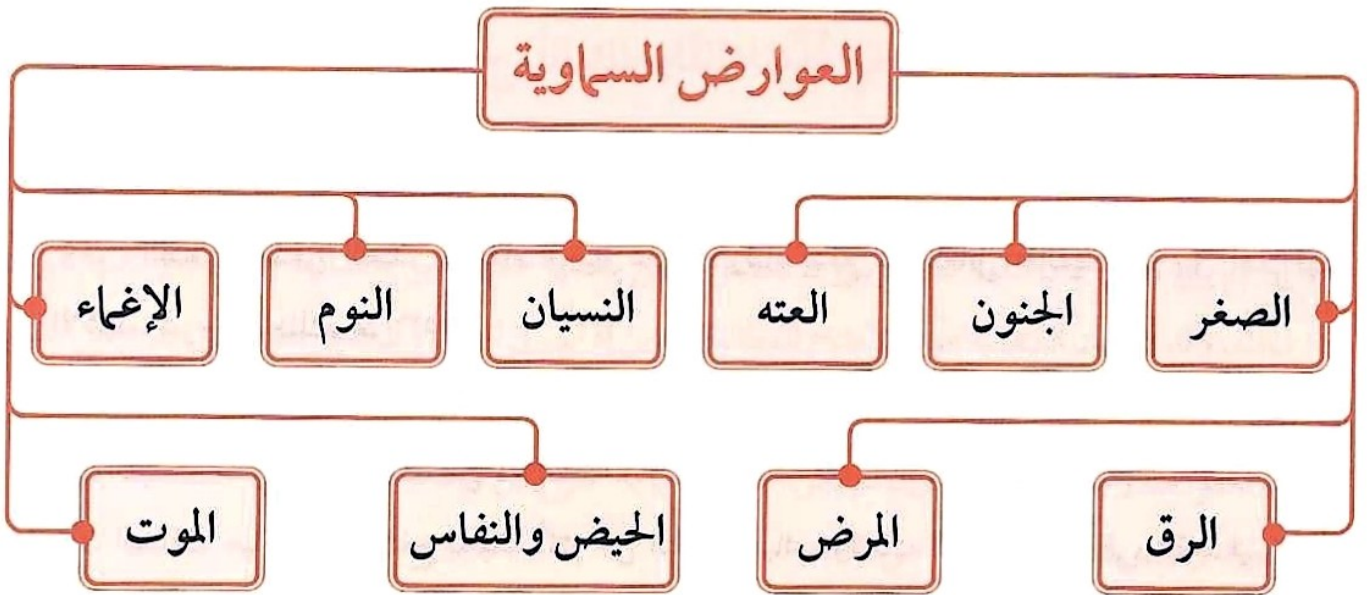 العوارض السماوية
الصغر
الجنون
العته
النسيان
النوم
الإغماء
الرق
المرض
الحيض والنفاس
الموت